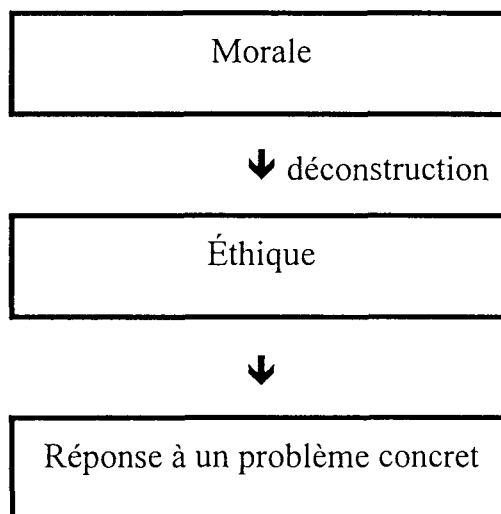 Morale
déconstruction
Éthique
Réponse à un problème concret